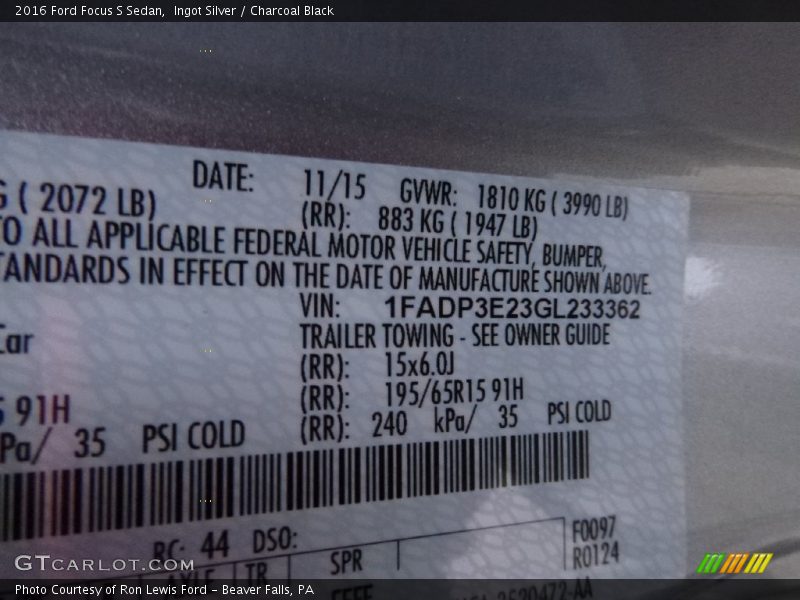 2016 Ford Focus S Sedan, Ingot Silver / Charcoal Black
DATE: 11/15 GVWR: 1810 KG ( 3990 LB)
G ( 2072 LB) (RR): 883 KG ( 1947 LB)
TO ALL APPLICABLE FEDERAL MOTOR VEHICLE SAFETY, BUMPER,
TANDARDS IN EFFECT ON THE DATE OF MANUFACTURE SHOWN ABOVE.
VIN: 1FADP3E23GL233362
Car TRAILER TOWING - SEE OWNER GUIDE
(RR): 15x6.0J
5 91H (RR): 195/65R15 91H
Pa/ 35 PSI COLD (RR): 240 kPa/ 35 PSI COLD
RC: 44 DSO: F0097
AXLE TR SPR R0124
GTCARLOT.COM
Photo Courtesy of Ron Lewis Ford - Beaver Falls, PA